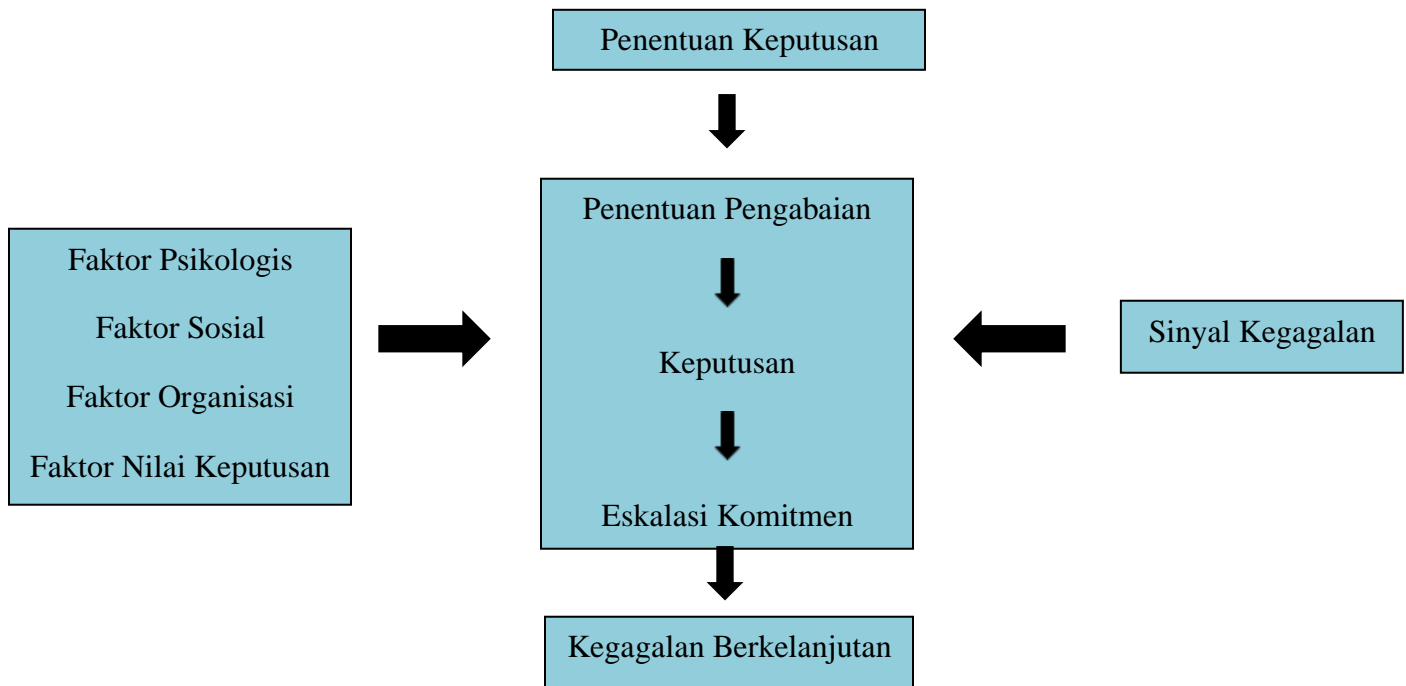 Penentuan Keputusan
Penentuan Pengabaian
Keputusan
Eskalasi Komitmen
Faktor Psikologis
Faktor Sosial
Faktor Organisasi
Faktor Nilai Keputusan
Sinyal Kegagalan
Kegagalan Berkelanjutan